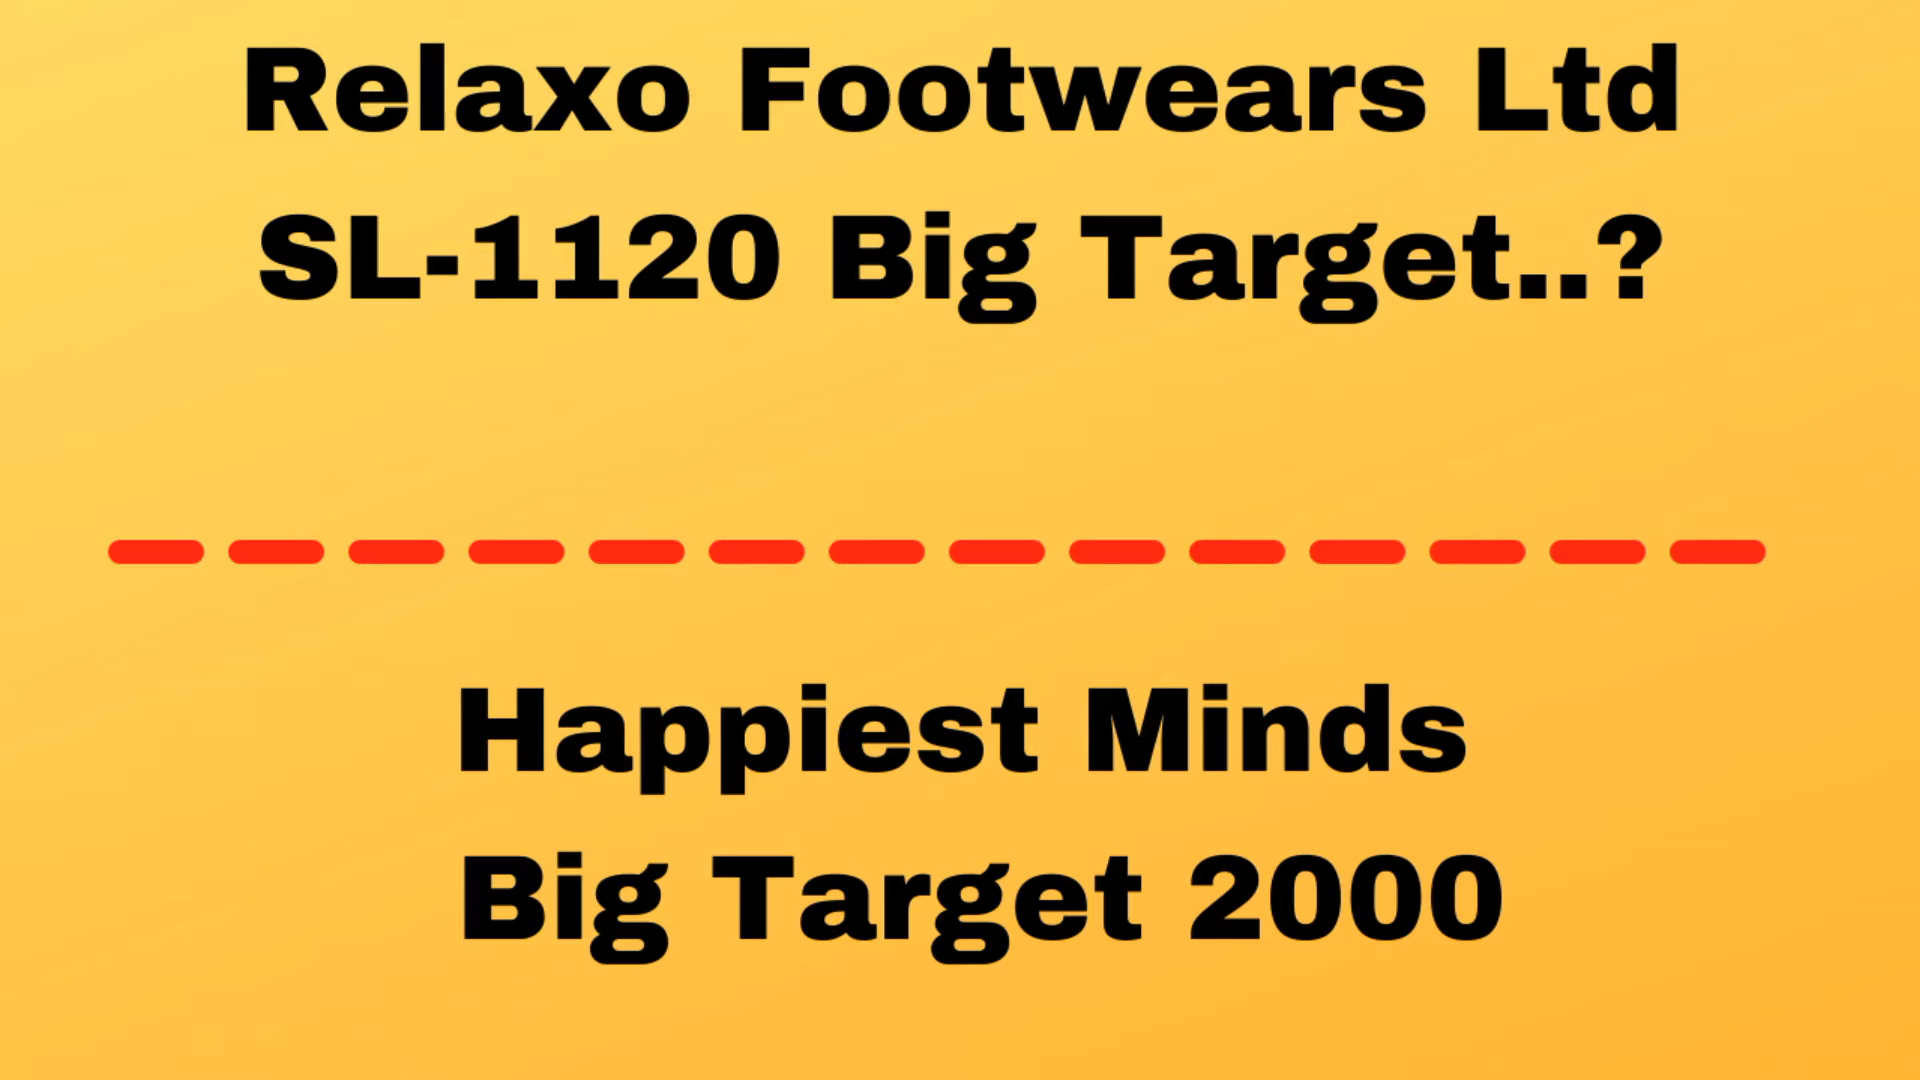 Relaxo Footwears Ltd
SL-1120 Big Target..?
Happiest Minds
Big Target 2000